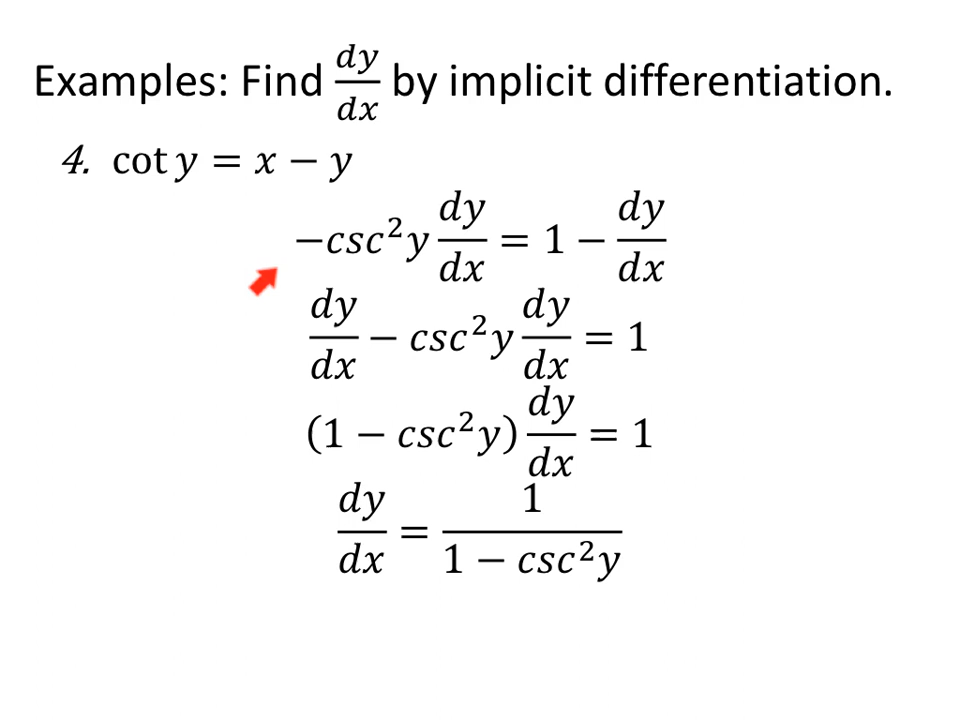 Examples: Find dy/dx by implicit differentiation.
4. cot y = x − y
−csc²y dy/dx = 1 − dy/dx
dy/dx − csc²y dy/dx = 1
(1 − csc²y) dy/dx = 1
dy/dx = 1/(1 − csc²y)